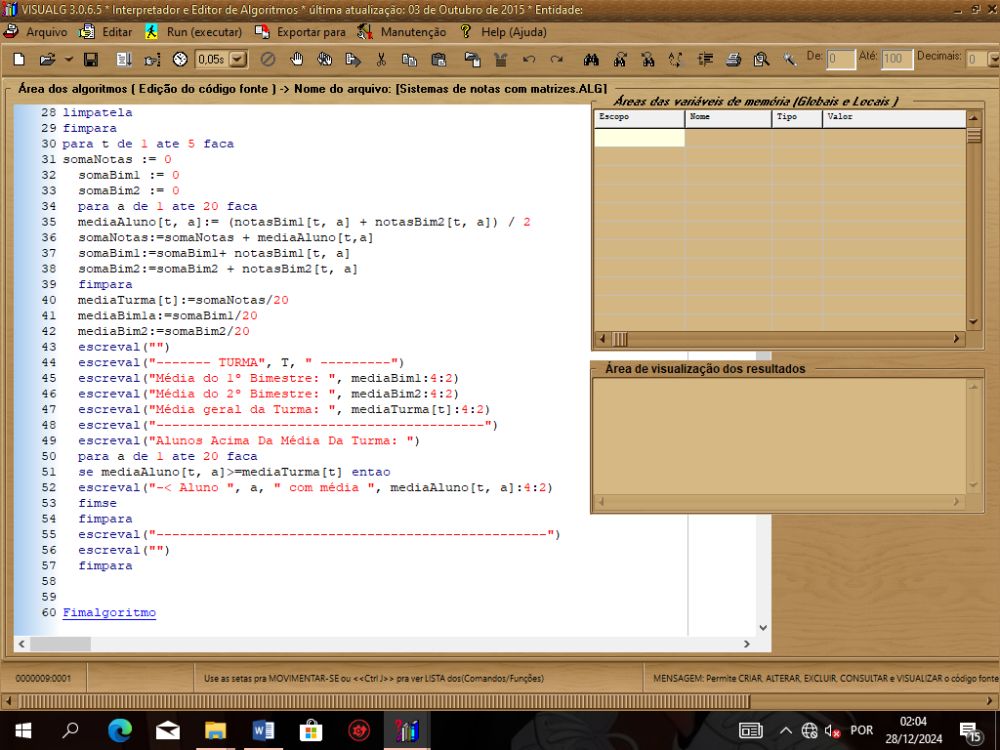 VISUALG 3.0.6.5 * Interpretador e Editor de Algoritmos * última atualização: 03 de Outubro de 2015 * Entidade:
Arquivo Editar Run (executar) Exportar para Manutenção Help (Ajuda)
0,05s De: 0 Até: 100 Decimais: 0
Área dos algoritmos ( Edição do código fonte ) -> Nome do arquivo: [Sistemas de notas com matrizes.ALG]
Áreas das variáveis de memória (Globais e Locais )
Escopo Nome Tipo Valor
28 limpatela
29 fimpara
30 para t de 1 ate 5 faca
31 somaNotas := 0
32 somaBim1 := 0
33 somaBim2 := 0
34 para a de 1 ate 20 faca
35 mediaAluno[t, a]:= (notasBim1[t, a] + notasBim2[t, a]) / 2
36 somaNotas:=somaNotas + mediaAluno[t,a]
37 somaBim1:=somaBim1+ notasBim1[t, a]
38 somaBim2:=somaBim2 + notasBim2[t, a]
39 fimpara
40 mediaTurma[t]:=somaNotas/20
41 mediaBim1a:=somaBim1/20
42 mediaBim2:=somaBim2/20
43 escreval("")
44 escreval("------- TURMA", T, " ---------")
45 escreval("Média do 1º Bimestre: ", mediaBim1:4:2)
46 escreval("Média do 2º Bimestre: ", mediaBim2:4:2)
47 escreval("Média geral da Turma: ", mediaTurma[t]:4:2)
48 escreval("------------------------------------------")
49 escreval("Alunos Acima Da Média Da Turma: ")
50 para a de 1 ate 20 faca
51 se mediaAluno[t, a]>=mediaTurma[t] entao
52 escreval("-< Aluno ", a, " com média ", mediaAluno[t, a]:4:2)
53 fimse
54 fimpara
55 escreval("--------------------------------------------------")
56 escreval("")
57 fimpara
58
59
60 Fimalgoritmo
Área de visualização dos resultados
0000009:0001 Use as setas pra MOVIMENTAR-SE ou <<Ctrl J>> pra ver LISTA dos(Comandos/Funções) MENSAGEM: Permite CRIAR, ALTERAR, EXCLUIR, CONSULTAR e VISUALIZAR o código fonte
POR
02:04
28/12/2024
15